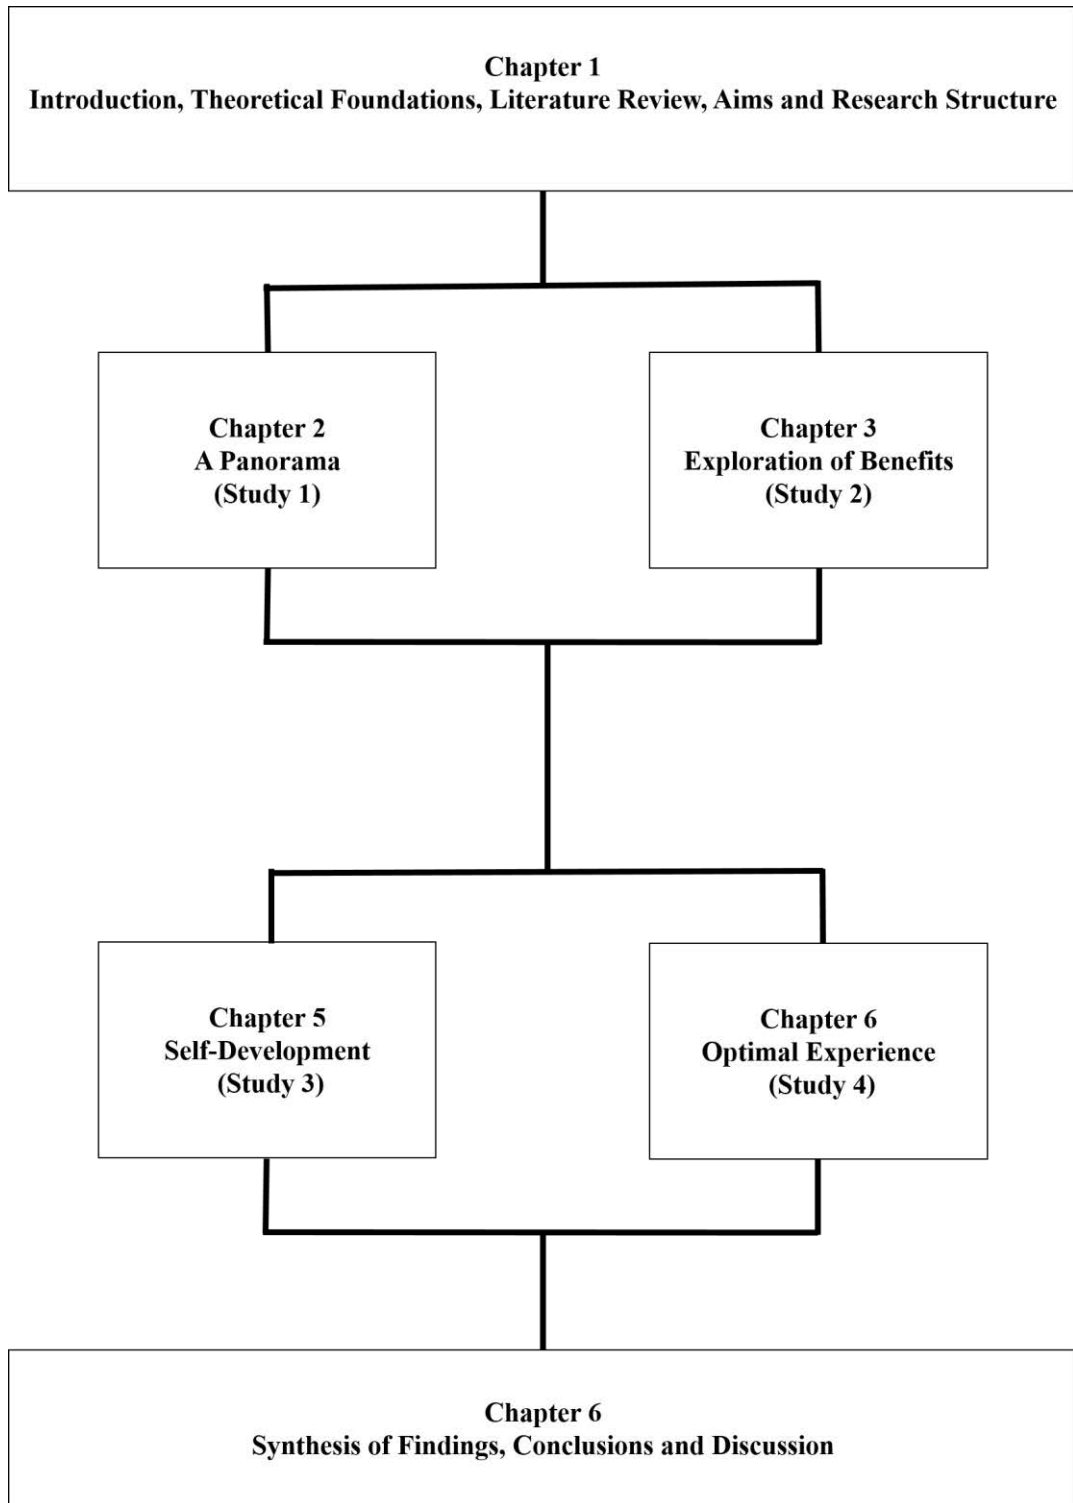 Chapter 1
Introduction, Theoretical Foundations, Literature Review, Aims and Research Structure
Chapter 2
A Panorama
(Study 1)
Chapter 3
Exploration of Benefits
(Study 2)
Chapter 5
Self-Development
(Study 3)
Chapter 6
Optimal Experience
(Study 4)
Chapter 6
Synthesis of Findings, Conclusions and Discussion